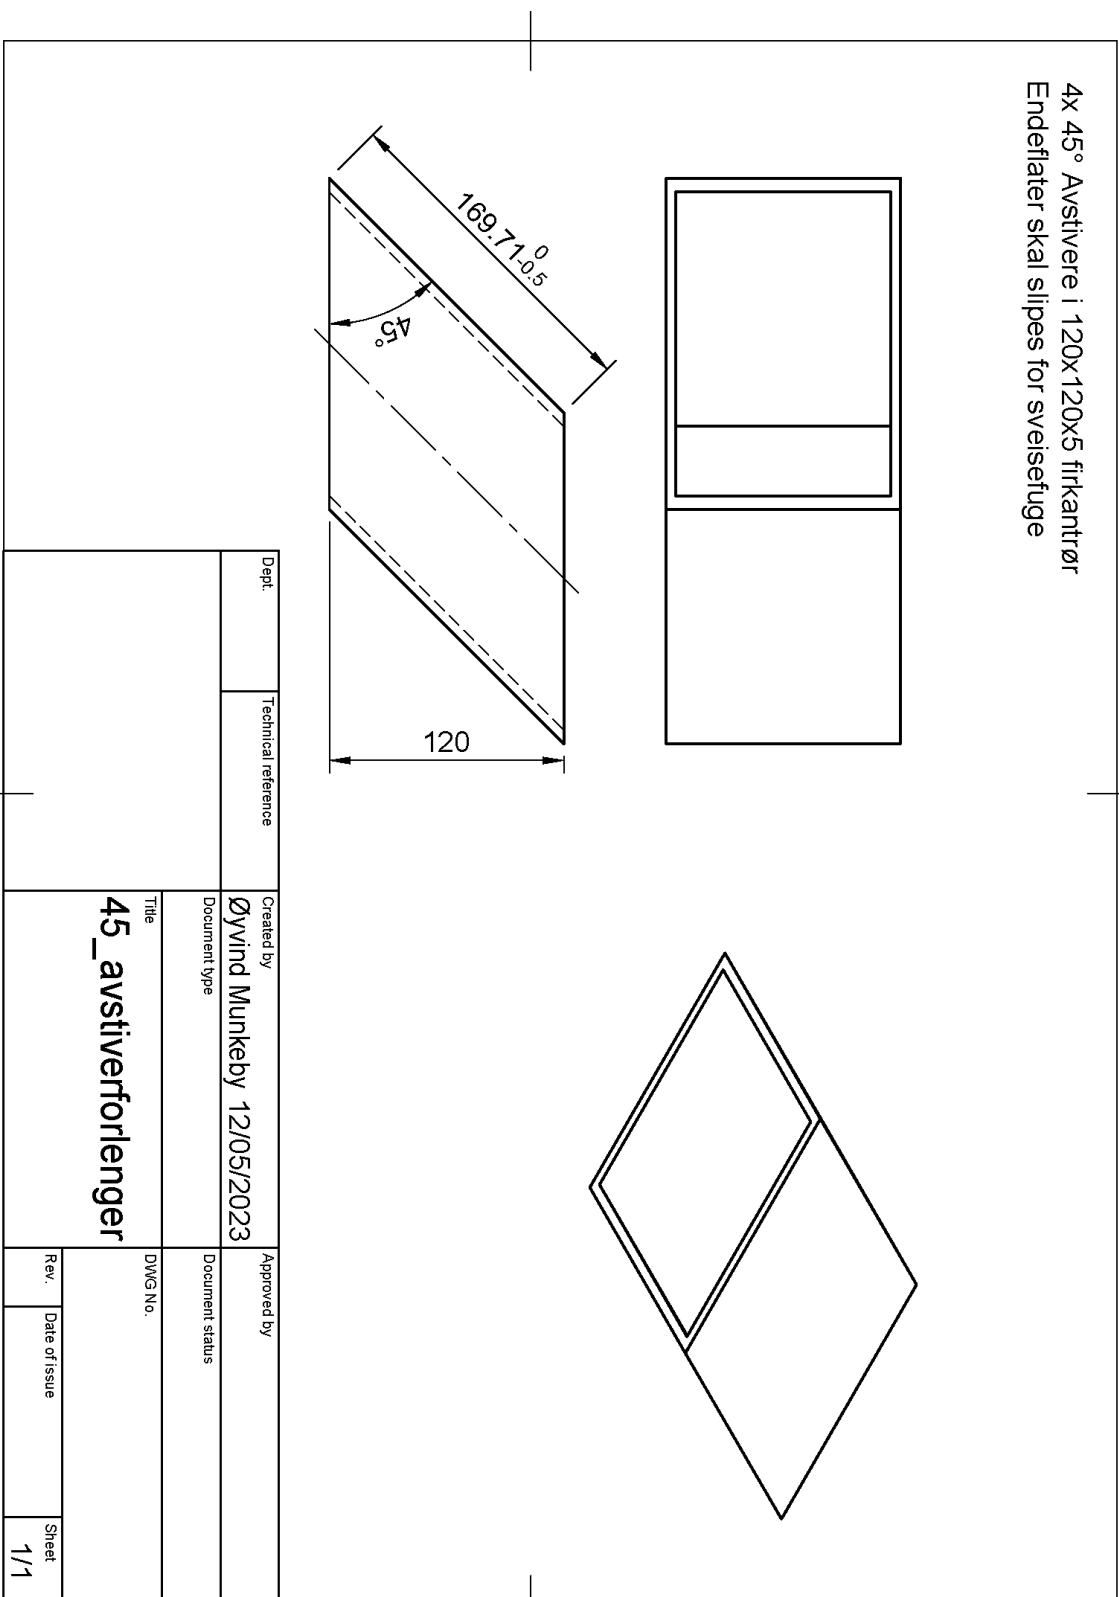 4x 45° Avstivere i 120x120x5 firkantrør
Endeflater skal slipes for sveisefuge
169.71 0 -0.5
45°
120
Dept.
Technical reference
Created by
Øyvind Munkeby 12/05/2023
Approved by
Document type
Document status
Title
45_avstiverforlenger
DWG No.
Rev.
Date of issue
Sheet
1/1